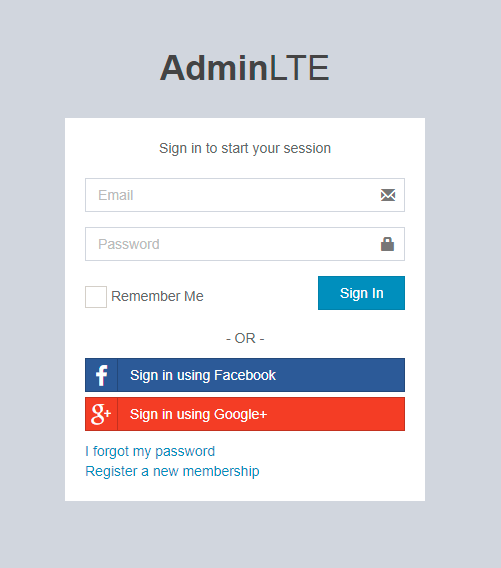 AdminLTE
Sign in to start your session
Email
Password
Remember Me
Sign In
- OR -
f Sign in using Facebook
g+ Sign in using Google+
I forgot my password
Register a new membership